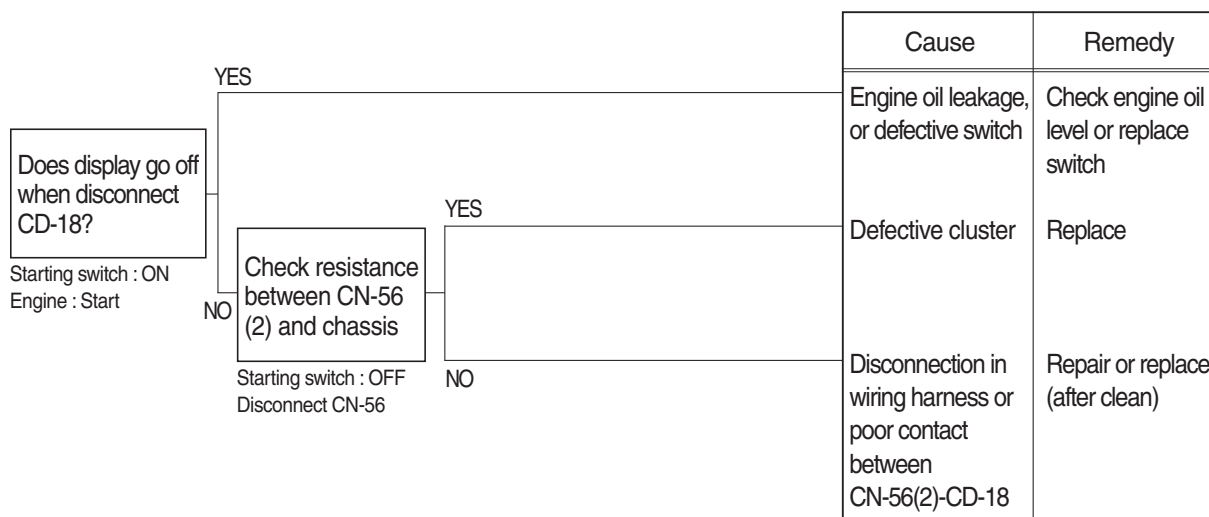 Cause
Remedy
YES
Engine oil leakage,
or defective switch
Check engine oil
level or replace
switch
Does display go off
when disconnect
CD-18?
Starting switch : ON
Engine : Start
NO
Check resistance
between CN-56
(2) and chassis
Starting switch : OFF
Disconnect CN-56
YES
Defective cluster
Replace
NO
Disconnection in
wiring harness or
poor contact
between
CN-56(2)-CD-18
Repair or replace
(after clean)